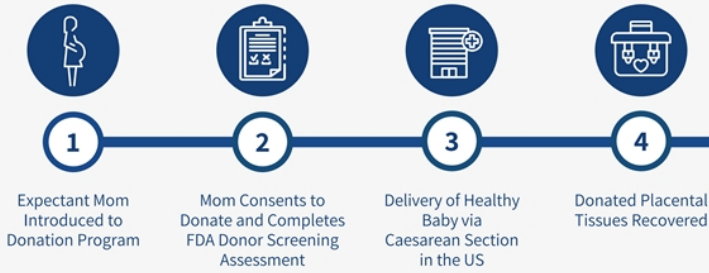 1
2
3
4
Expectant Mom
Introduced to
Donation Program
Mom Consents to
Donate and Completes
FDA Donor Screening
Assessment
Delivery of Healthy
Baby via
Caesarean Section
in the US
Donated Placental
Tissues Recovered